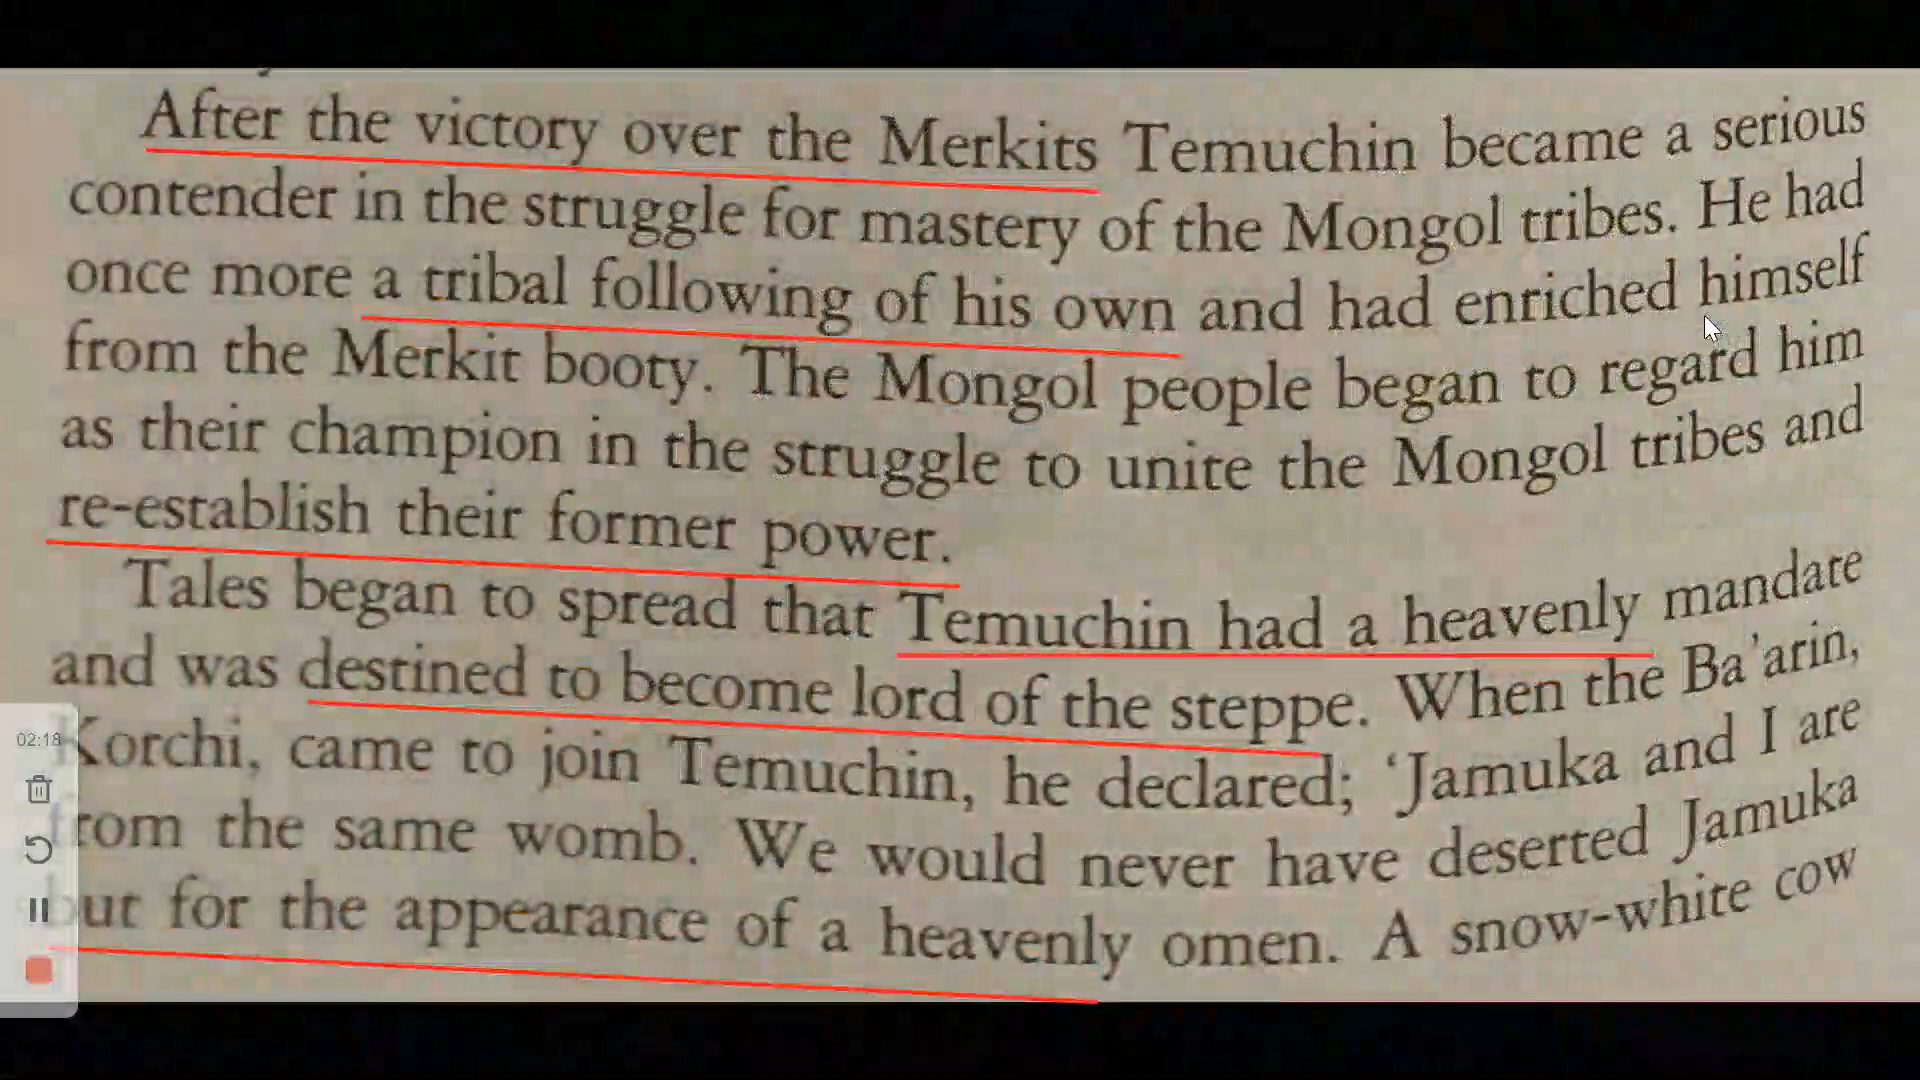 After the victory over the Merkits Temuchin became a serious
contender in the struggle for mastery of the Mongol tribes. He had
once more a tribal following of his own and had enriched himself
from the Merkit booty. The Mongol people began to regard him
as their champion in the struggle to unite the Mongol tribes and
re-establish their former power.
Tales began to spread that Temuchin had a heavenly mandate
and was destined to become lord of the steppe. When the Ba'arin,
Korchi, came to join Temuchin, he declared; 'Jamuka and I are
from the same womb. We would never have deserted Jamuka
but for the appearance of a heavenly omen. A snow-white cow
02:18